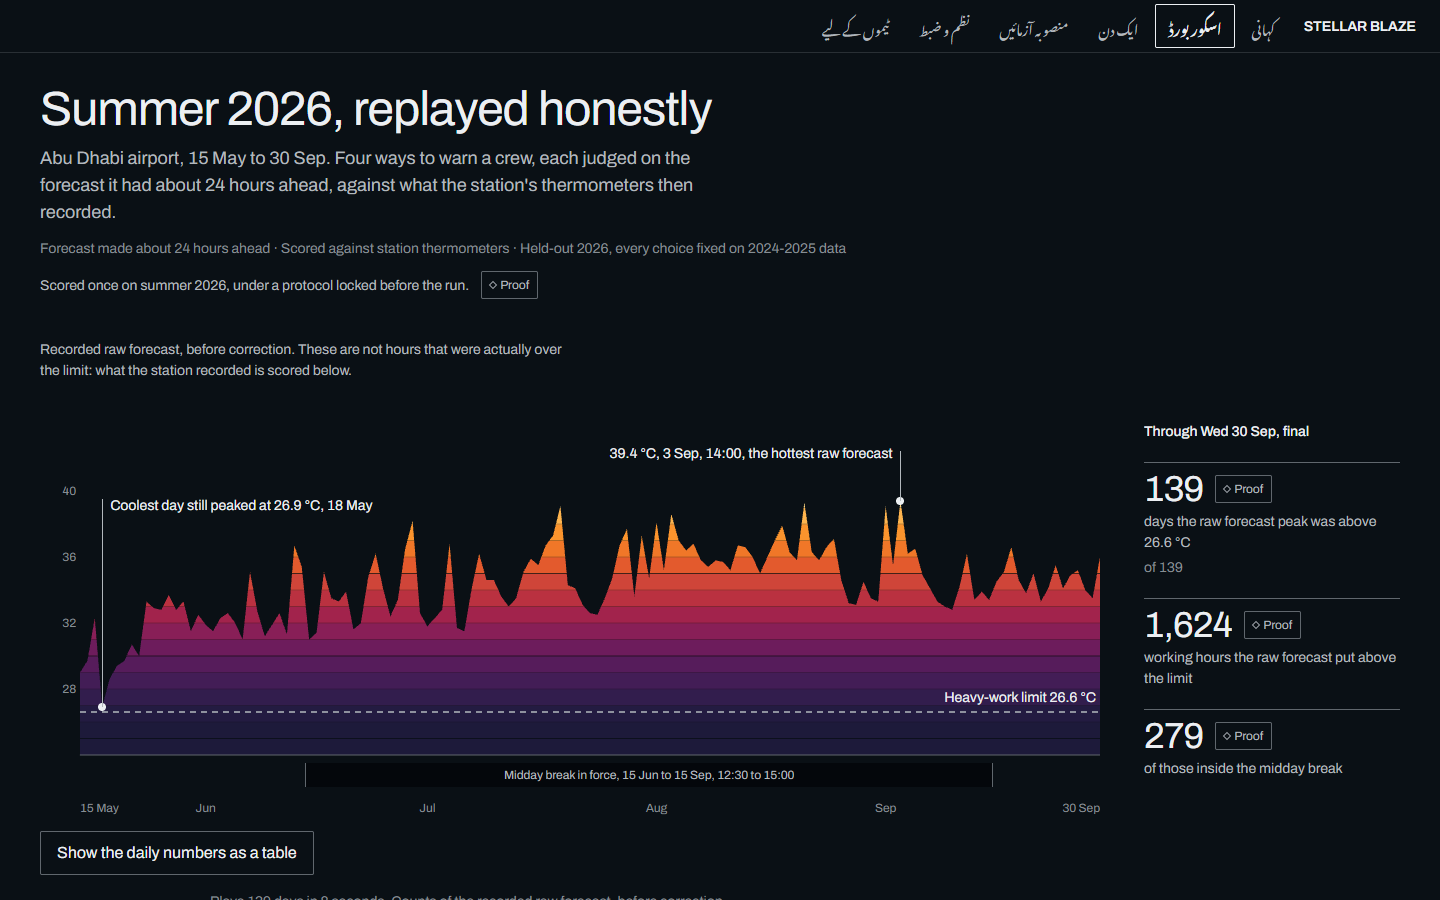 STELLAR BLAZE
کہانی
اسکور بورڈ
ایک دن
منصوبہ آزمائیں
نظم و ضبط
ٹیموں کے لیے
Summer 2026, replayed honestly
Abu Dhabi airport, 15 May to 30 Sep. Four ways to warn a crew, each judged on the
forecast it had about 24 hours ahead, against what the station's thermometers then
recorded.
Forecast made about 24 hours ahead · Scored against station thermometers · Held-out 2026, every choice fixed on 2024-2025 data
Scored once on summer 2026, under a protocol locked before the run.
◇ Proof
Recorded raw forecast, before correction. These are not hours that were actually over
the limit: what the station recorded is scored below.
39.4 °C, 3 Sep, 14:00, the hottest raw forecast
Coolest day still peaked at 26.9 °C, 18 May
40
36
32
28
Heavy-work limit 26.6 °C
Midday break in force, 15 Jun to 15 Sep, 12:30 to 15:00
15 May
Jun
Jul
Aug
Sep
30 Sep
Through Wed 30 Sep, final
139
◇ Proof
days the raw forecast peak was above
26.6 °C
of 139
1,624
◇ Proof
working hours the raw forecast put above
the limit
279
◇ Proof
of those inside the midday break
Show the daily numbers as a table